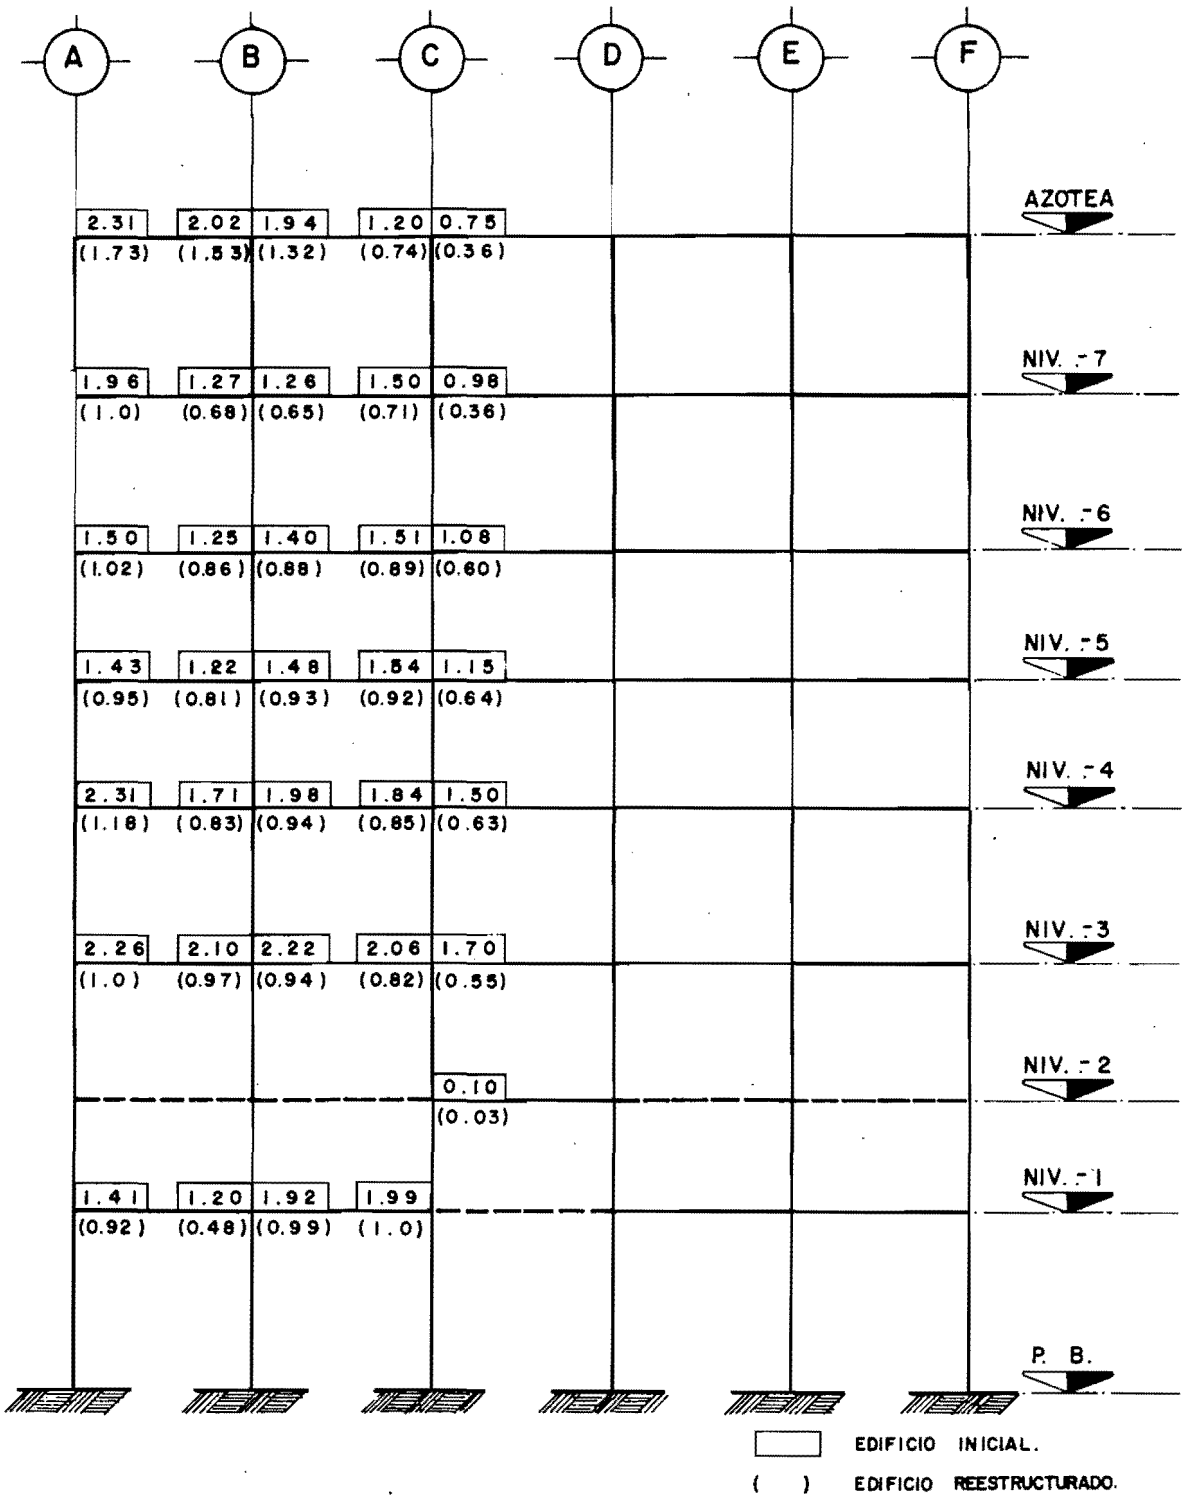 A B C D E F
AZOTEA
2.31 2.02 1.94 1.20 0.75
(1.73) (1.53) (1.32) (0.74) (0.36)
NIV. - 7
1.96 1.27 1.26 1.50 0.98
(1.0) (0.68) (0.65) (0.71) (0.36)
NIV. - 6
1.50 1.25 1.40 1.51 1.08
(1.02) (0.86) (0.88) (0.89) (0.60)
NIV. - 5
1.43 1.22 1.48 1.54 1.15
(0.95) (0.81) (0.93) (0.92) (0.64)
NIV. - 4
2.31 1.71 1.98 1.84 1.50
(1.18) (0.83) (0.94) (0.85) (0.63)
NIV. - 3
2.26 2.10 2.22 2.06 1.70
(1.0) (0.97) (0.94) (0.82) (0.55)
NIV. - 2
0.10
(0.03)
NIV. - 1
1.41 1.20 1.92 1.99
(0.92) (0.48) (0.99) (1.0)
P. B.
EDIFICIO INICIAL.
( ) EDIFICIO REESTRUCTURADO.